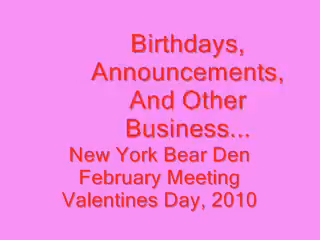 Birthdays,
Announcements,
And Other
Business...
New York Bear Den
February Meeting
Valentines Day, 2010